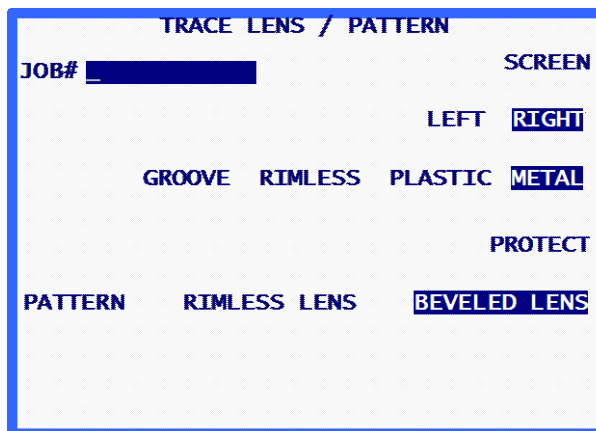 TRACE LENS / PATTERN
SCREEN
JOB# _
LEFT RIGHT
GROOVE RIMLESS PLASTIC METAL
PROTECT
PATTERN RIMLESS LENS BEVELED LENS